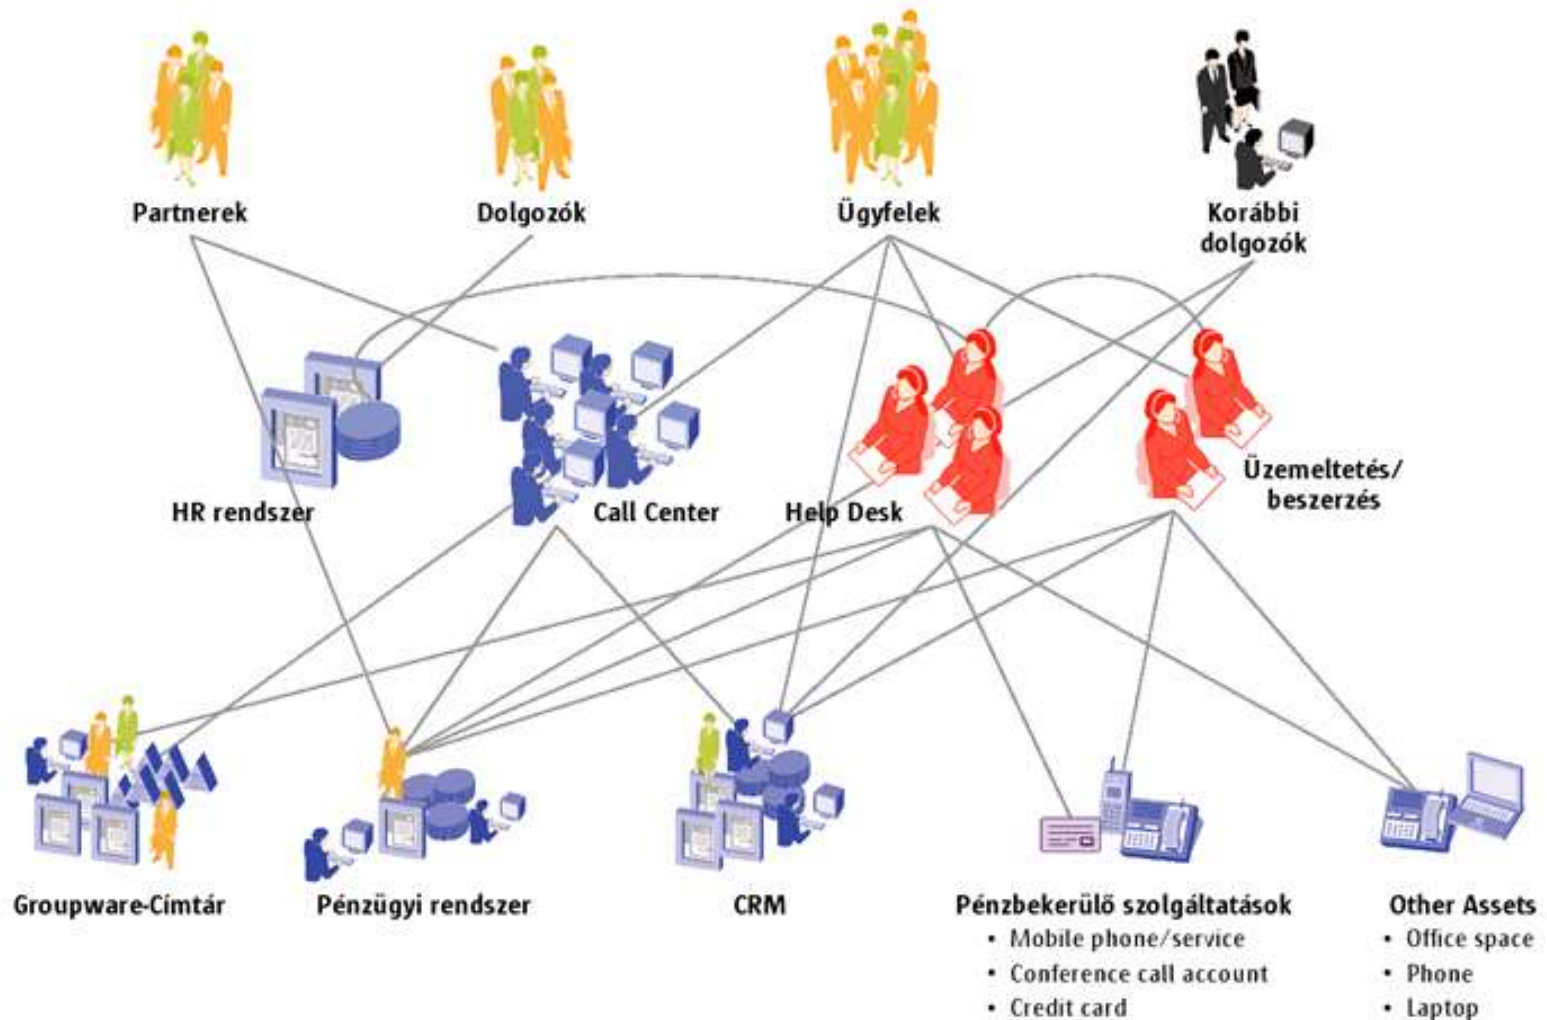 Partnerek
Dolgozók
Ügyfelek
Korábbi
dolgozók
HR rendszer
Call Center
Help Desk
Üzemeltetés/
beszerzés
Groupware-Címtár
Pénzügyi rendszer
CRM
Pénzbekerülő szolgáltatások
• Mobile phone/service
• Conference call account
• Credit card
Other Assets
• Office space
• Phone
• Laptop